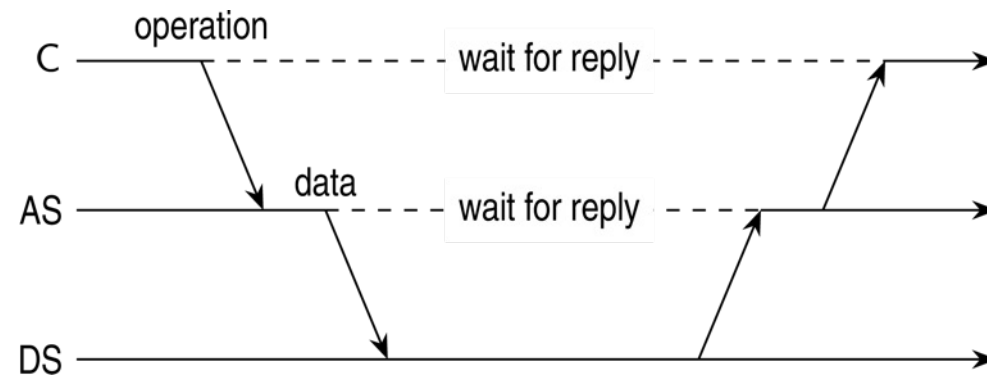 operation
C wait for reply
data
AS wait for reply
DS